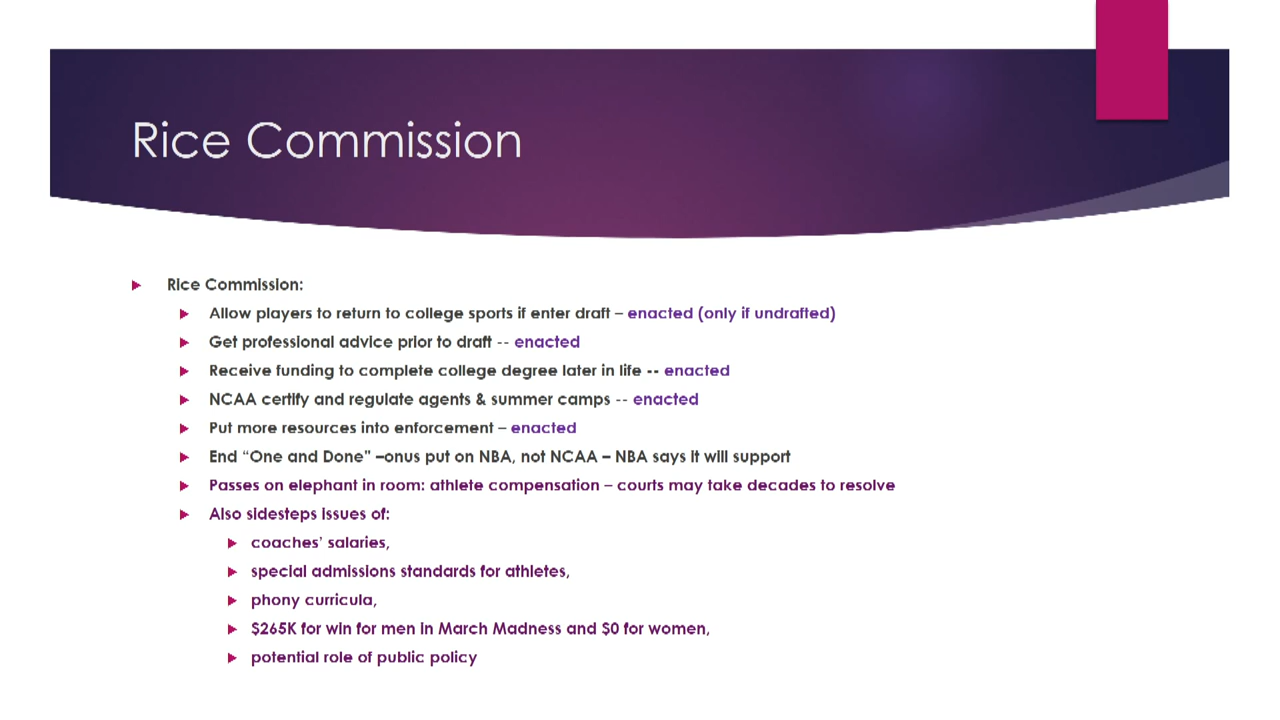 Rice Commission
Rice Commission:
Allow players to return to college sports if enter draft – enacted (only if undrafted)
Get professional advice prior to draft -- enacted
Receive funding to complete college degree later in life -- enacted
NCAA certify and regulate agents & summer camps -- enacted
Put more resources into enforcement – enacted
End “One and Done” –onus put on NBA, not NCAA – NBA says it will support
Passes on elephant in room: athlete compensation – courts may take decades to resolve
Also sidesteps issues of:
coaches’ salaries,
special admissions standards for athletes,
phony curricula,
$265K for win for men in March Madness and $0 for women,
potential role of public policy